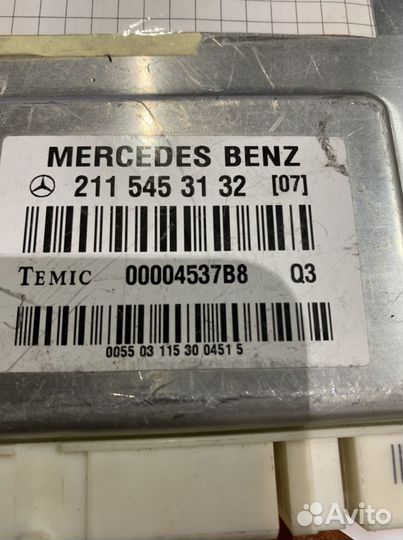 MERCEDES BENZ
211 545 31 32 [07]
TEMIC 00004537B8 Q3
0055 03 115 30 0451 5
Avito